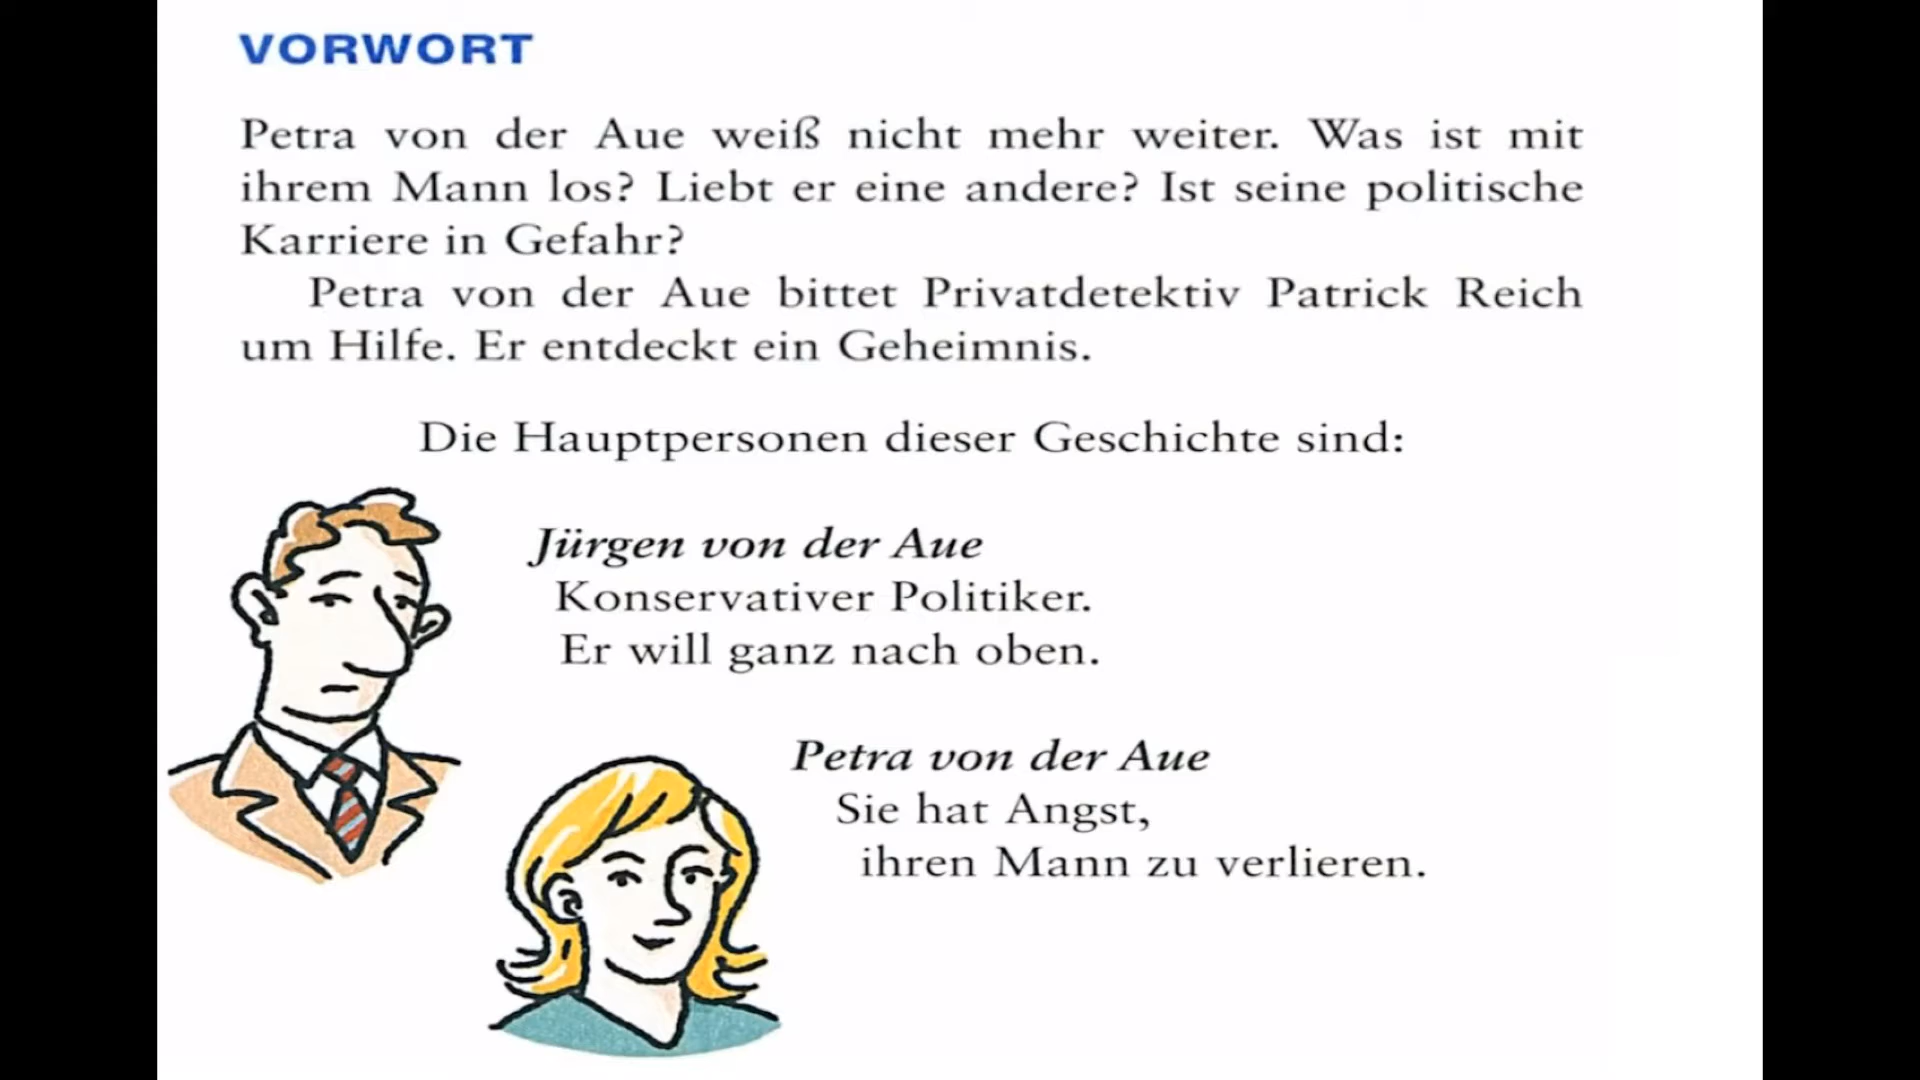 VORWORT
Petra von der Aue weiß nicht mehr weiter. Was ist mit
ihrem Mann los? Liebt er eine andere? Ist seine politische
Karriere in Gefahr?
Petra von der Aue bittet Privatdetektiv Patrick Reich
um Hilfe. Er entdeckt ein Geheimnis.
Die Hauptpersonen dieser Geschichte sind:
Jürgen von der Aue
Konservativer Politiker.
Er will ganz nach oben.
Petra von der Aue
Sie hat Angst,
ihren Mann zu verlieren.